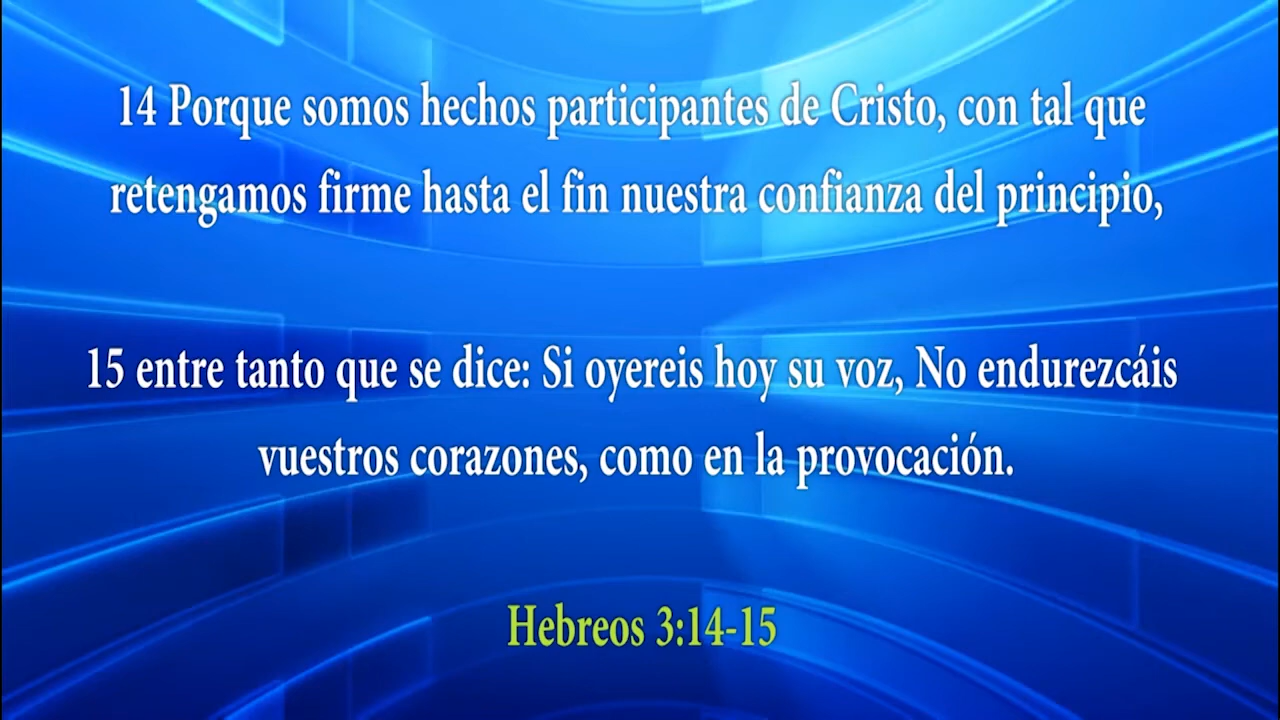 14 Porque somos hechos participantes de Cristo, con tal que
retengamos firme hasta el fin nuestra confianza del principio,
15 entre tanto que se dice: Si oyereis hoy su voz, No endurezcáis
vuestros corazones, como en la provocación.
Hebreos 3:14-15